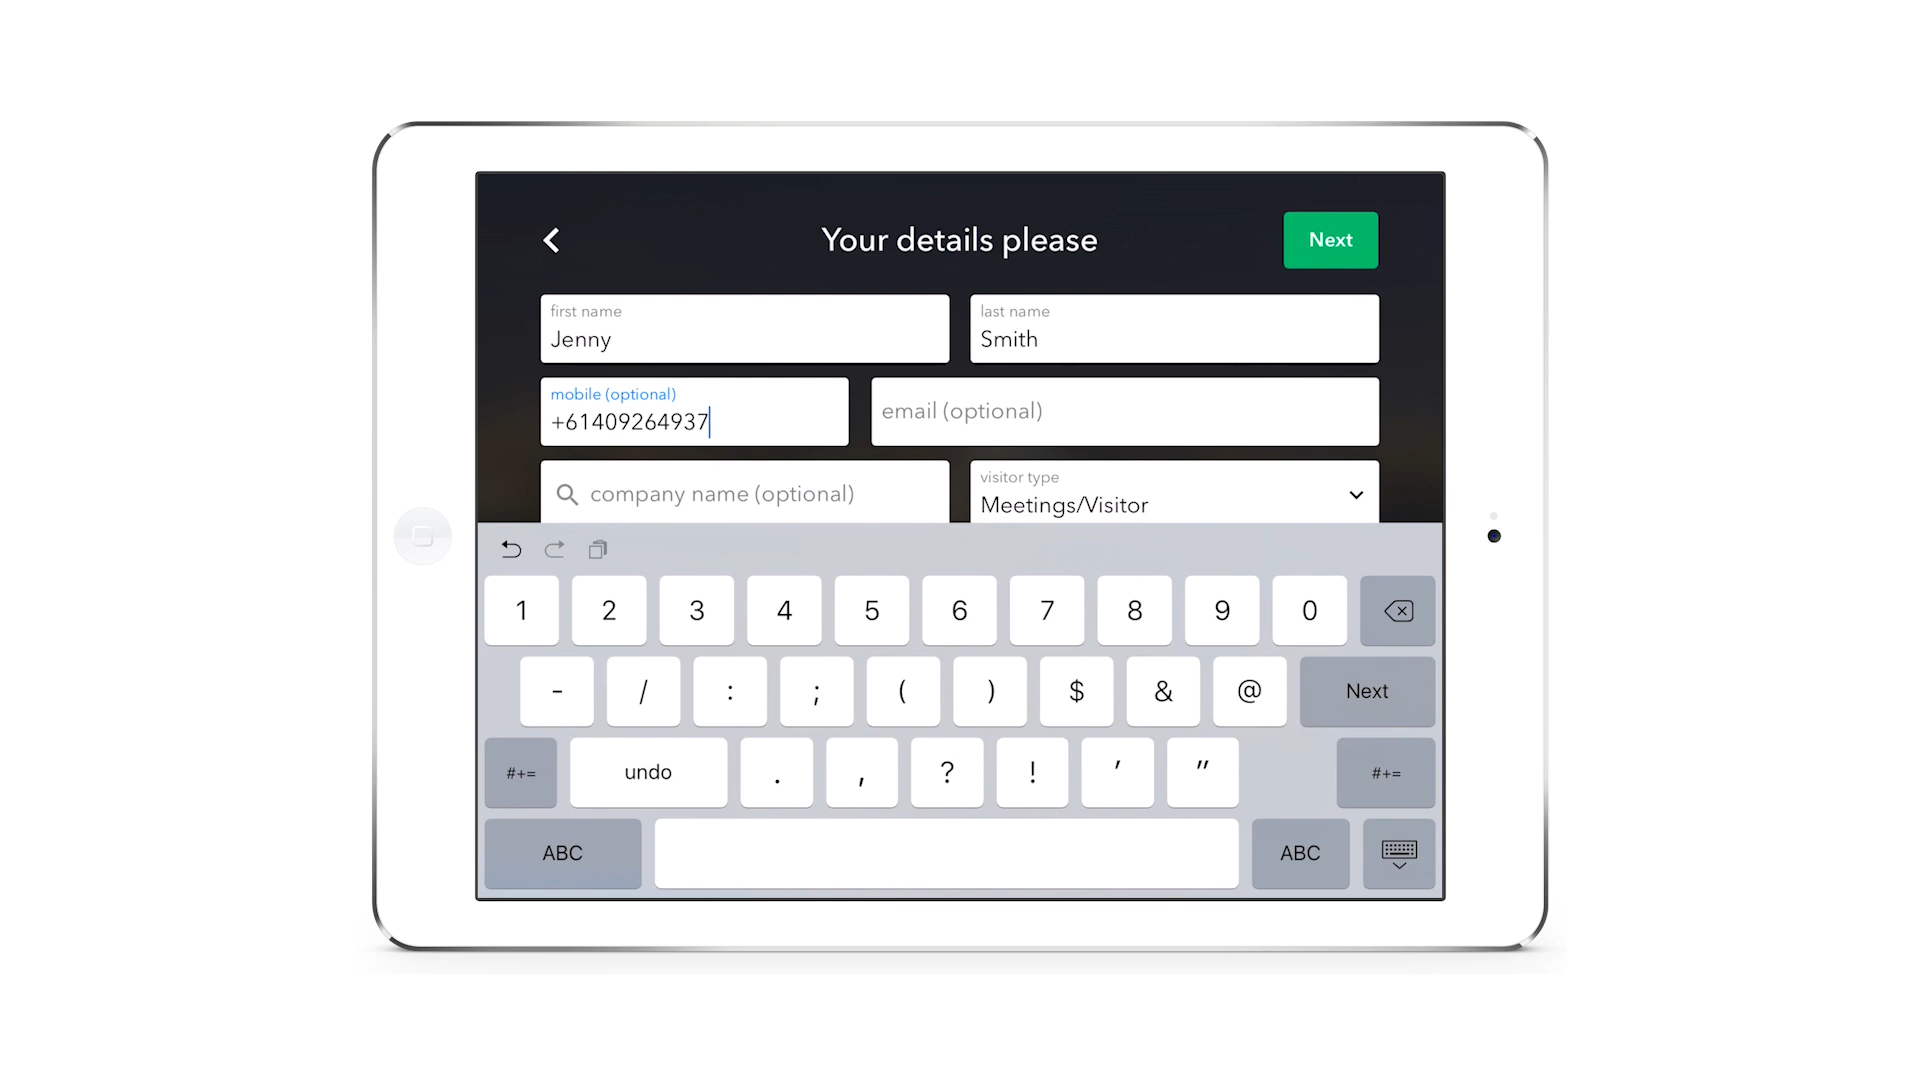 Your details please
Next
first name
Jenny
last name
Smith
mobile (optional)
+61409264937
email (optional)
company name (optional)
visitor type
Meetings/Visitor
1 2 3 4 5 6 7 8 9 0
- / : ; ( ) $ & @ Next
#+= undo . , ? ! ' " #+=
ABC ABC